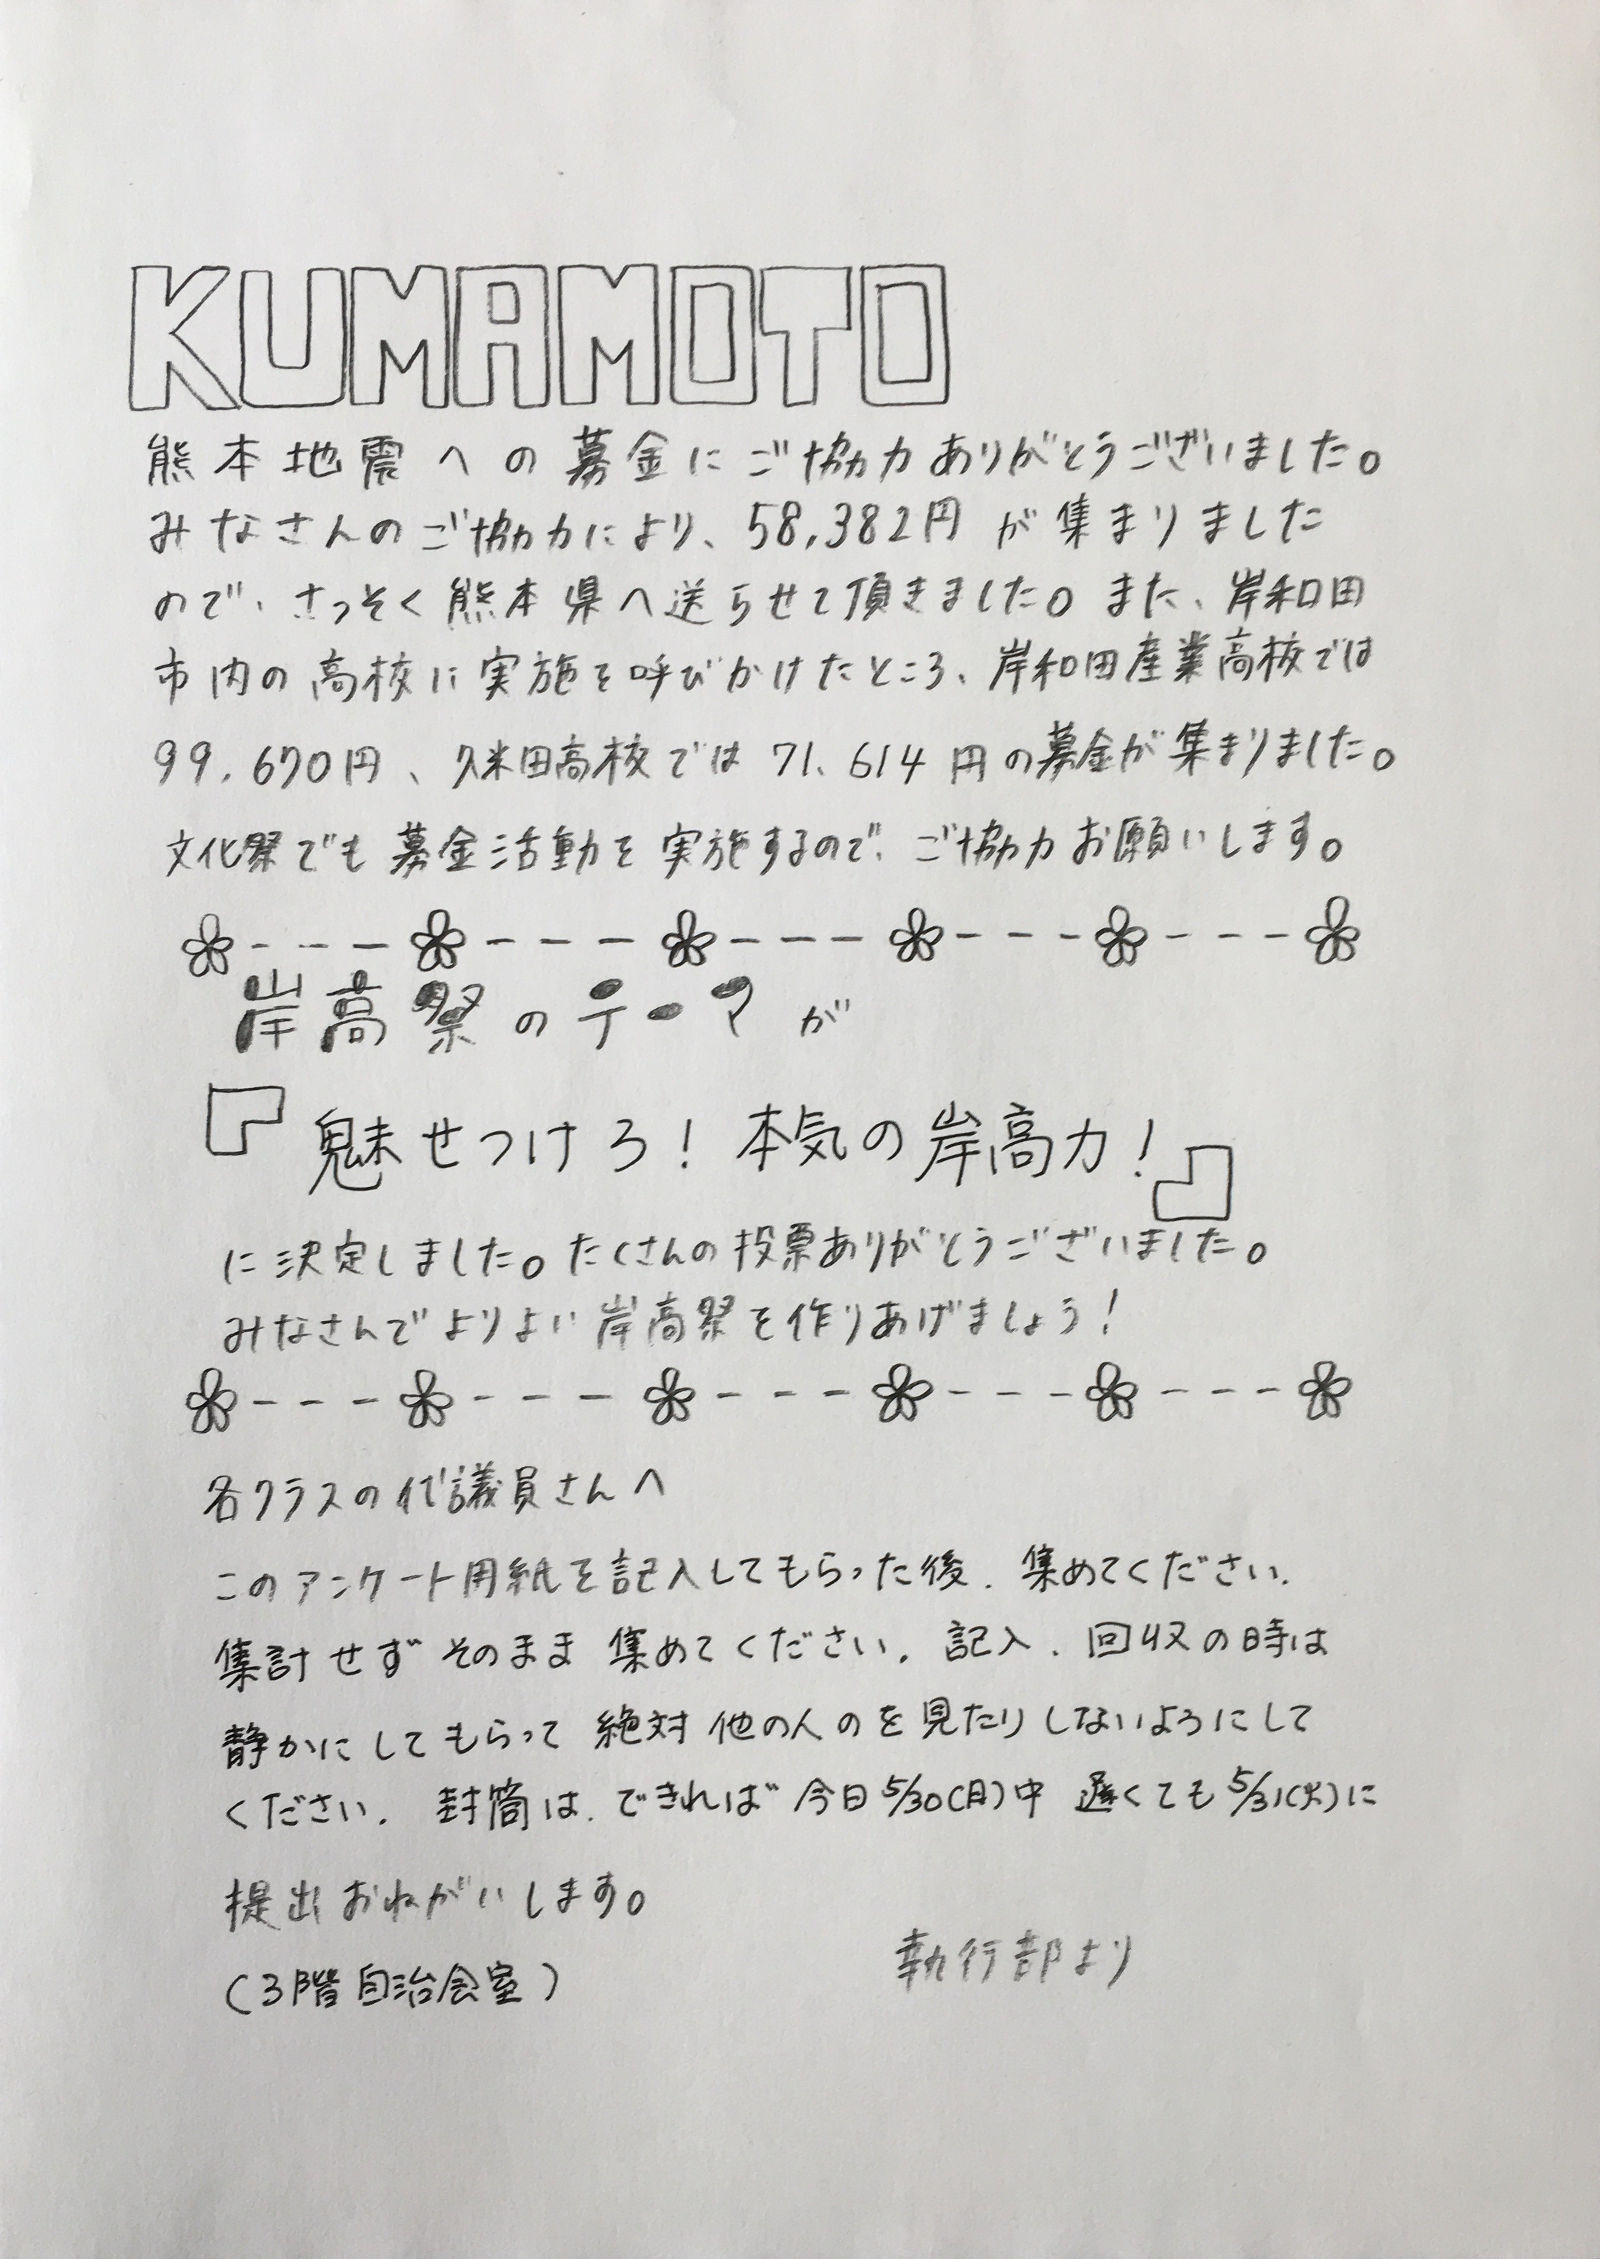 KUMAMOTO
熊本地震への募金にご協力ありがとうございました。
みなさんのご協力により、58,382円が集まりました
ので、さっそく熊本県へ送らせて頂きました。また、岸和田
市内の高校に実施を呼びかけたところ、岸和田産業高校では
99,670円、久米田高校では71,614円の募金が集まりました。
文化祭でも募金活動を実施するので、ご協力お願いします。
岸高祭のテーマが
『魅せつけろ!本気の岸高力!』
に決定しました。たくさんの投票ありがとうございました。
みなさんでよりよい岸高祭を作りあげましょう!
各クラスの代議員さんへ
このアンケート用紙を記入してもらった後、集めてください。
集計せずそのまま集めてください。記入、回収の時は
静かにしてもらって絶対他の人のを見たりしないようにして
ください。封筒は、できれば今日5/30(月)中 遅くても5/31(火)に
提出おねがいします。
(3階自治会室)
執行部より